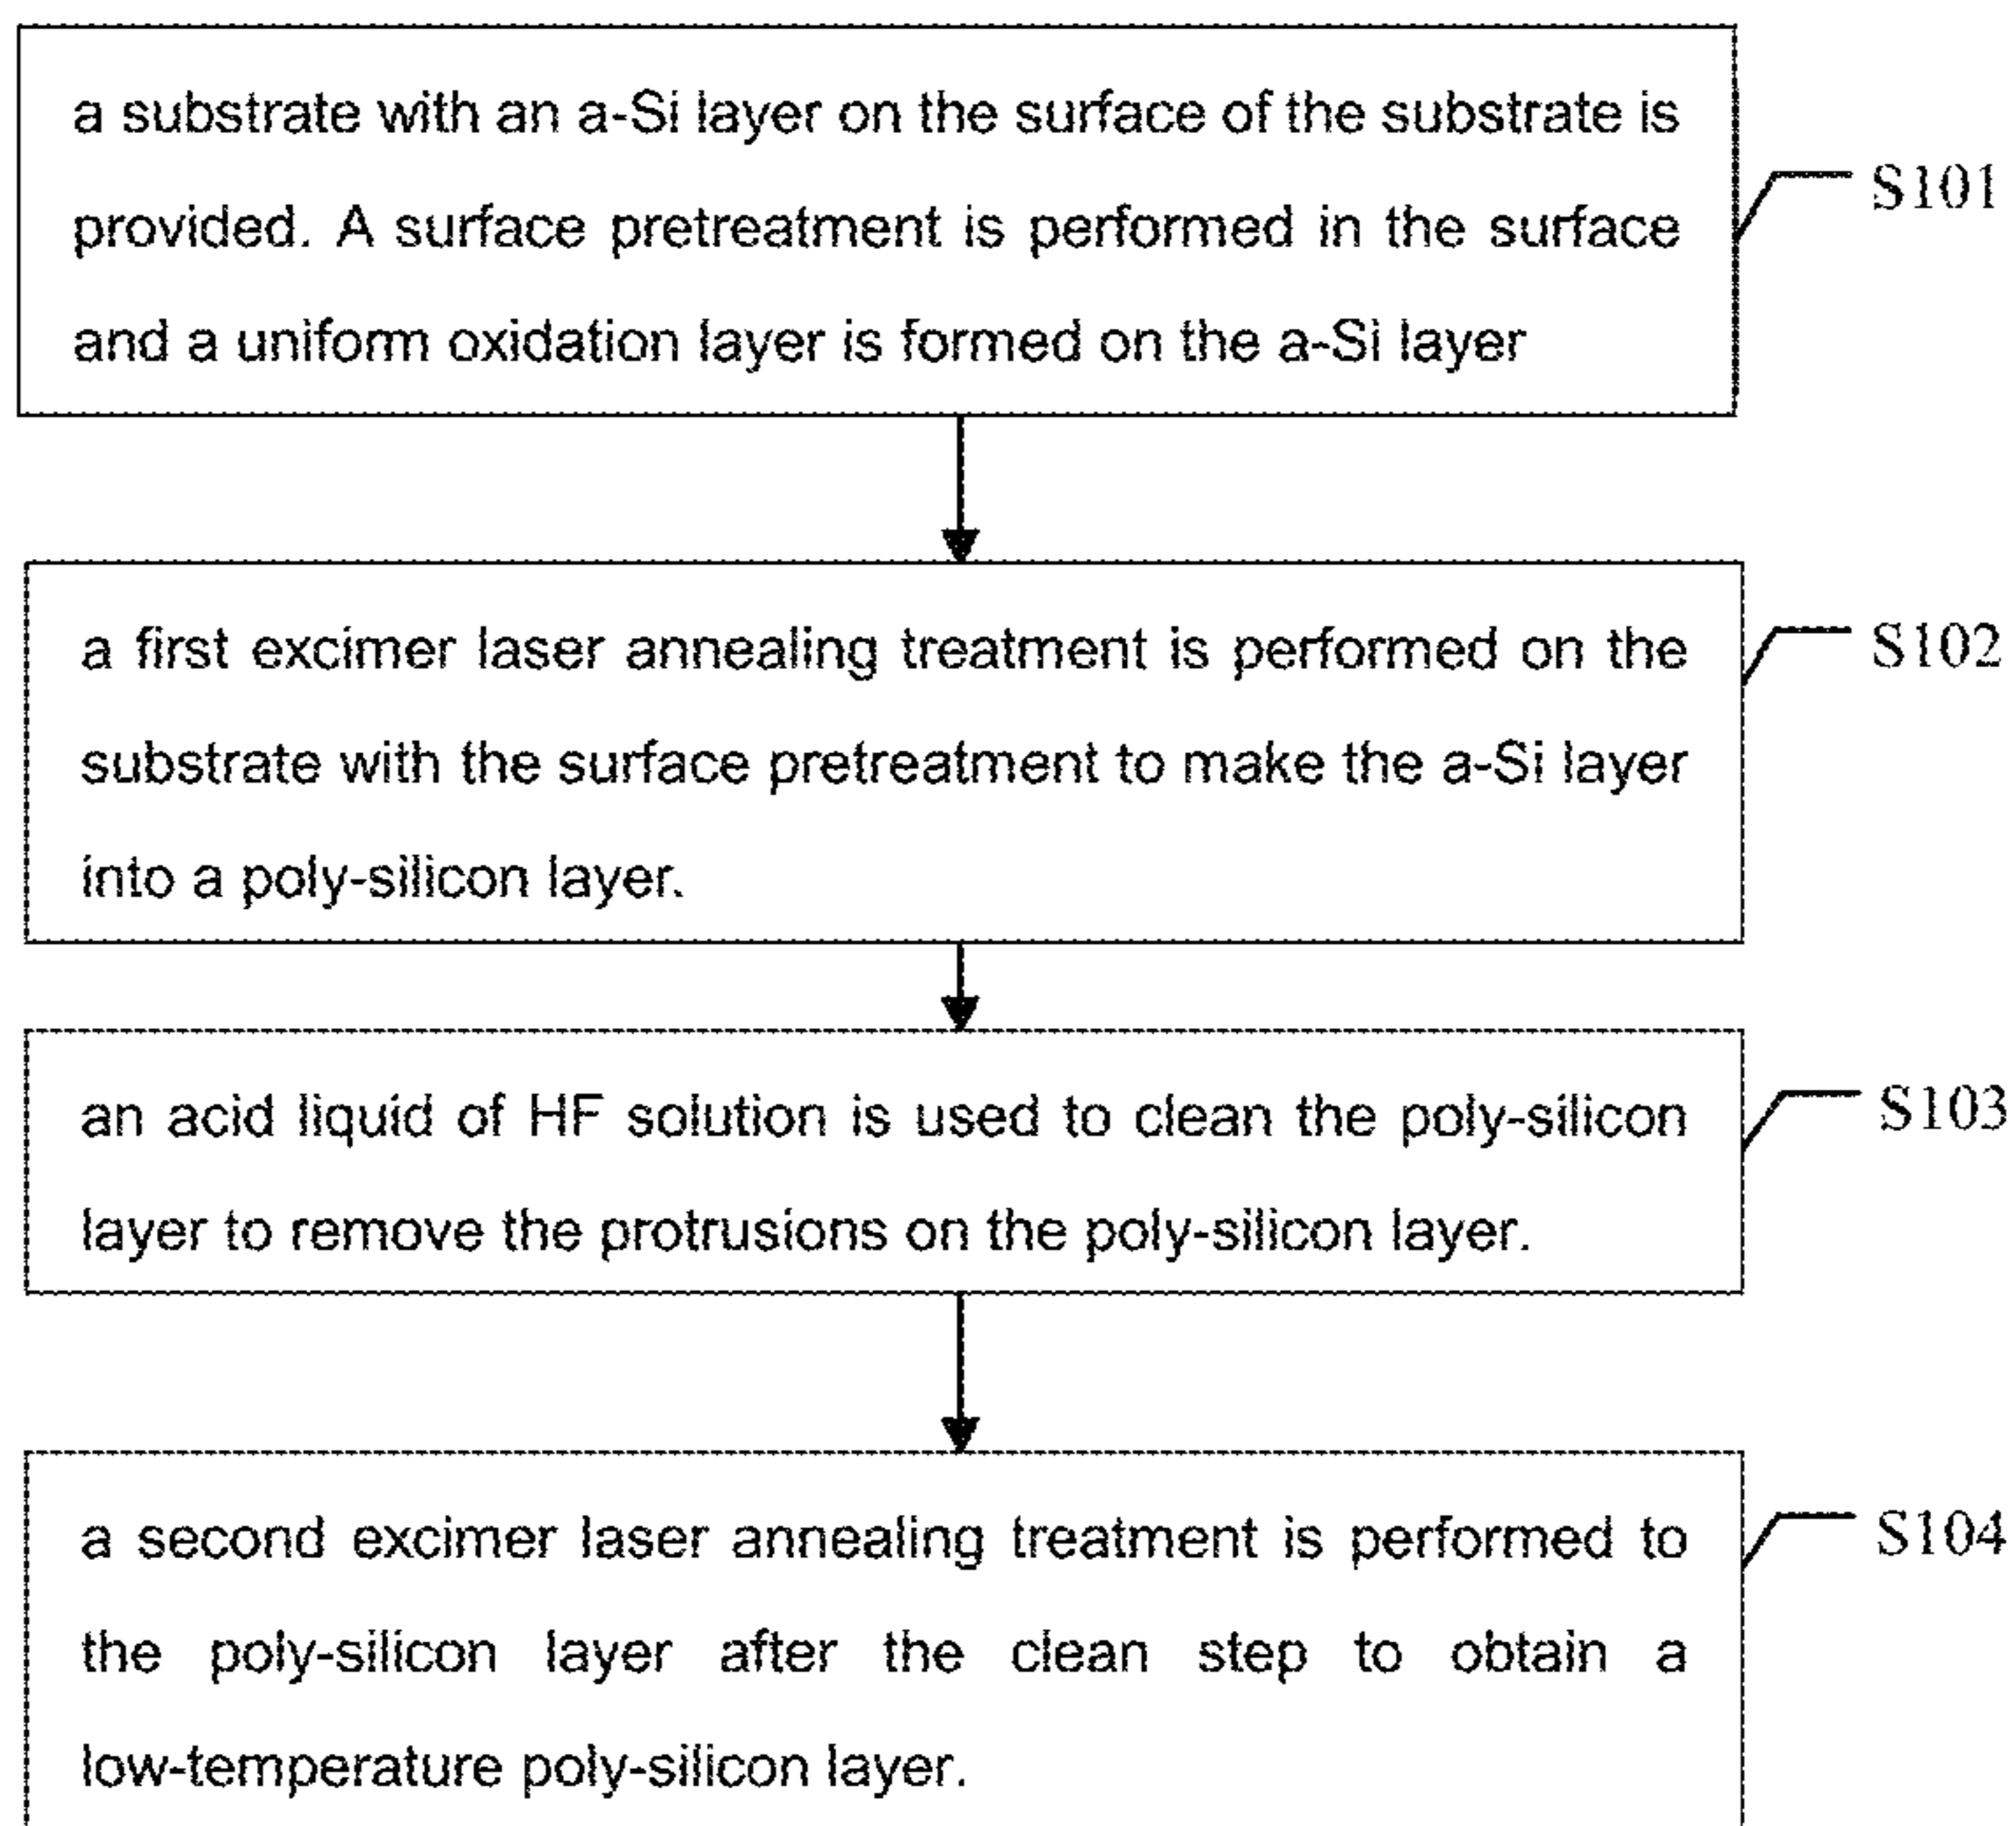 a substrate with an a-Si layer on the surface of the substrate is
provided. A surface pretreatment is performed in the surface
and a uniform oxidation layer is formed on the a-Si layer
S101
a first excimer laser annealing treatment is performed on the
substrate with the surface pretreatment to make the a-Si layer
into a poly-silicon layer.
S102
an acid liquid of HF solution is used to clean the poly-silicon
layer to remove the protrusions on the poly-silicon layer.
S103
a second excimer laser annealing treatment is performed to
the poly-silicon layer after the clean step to obtain a
low-temperature poly-silicon layer.
S104